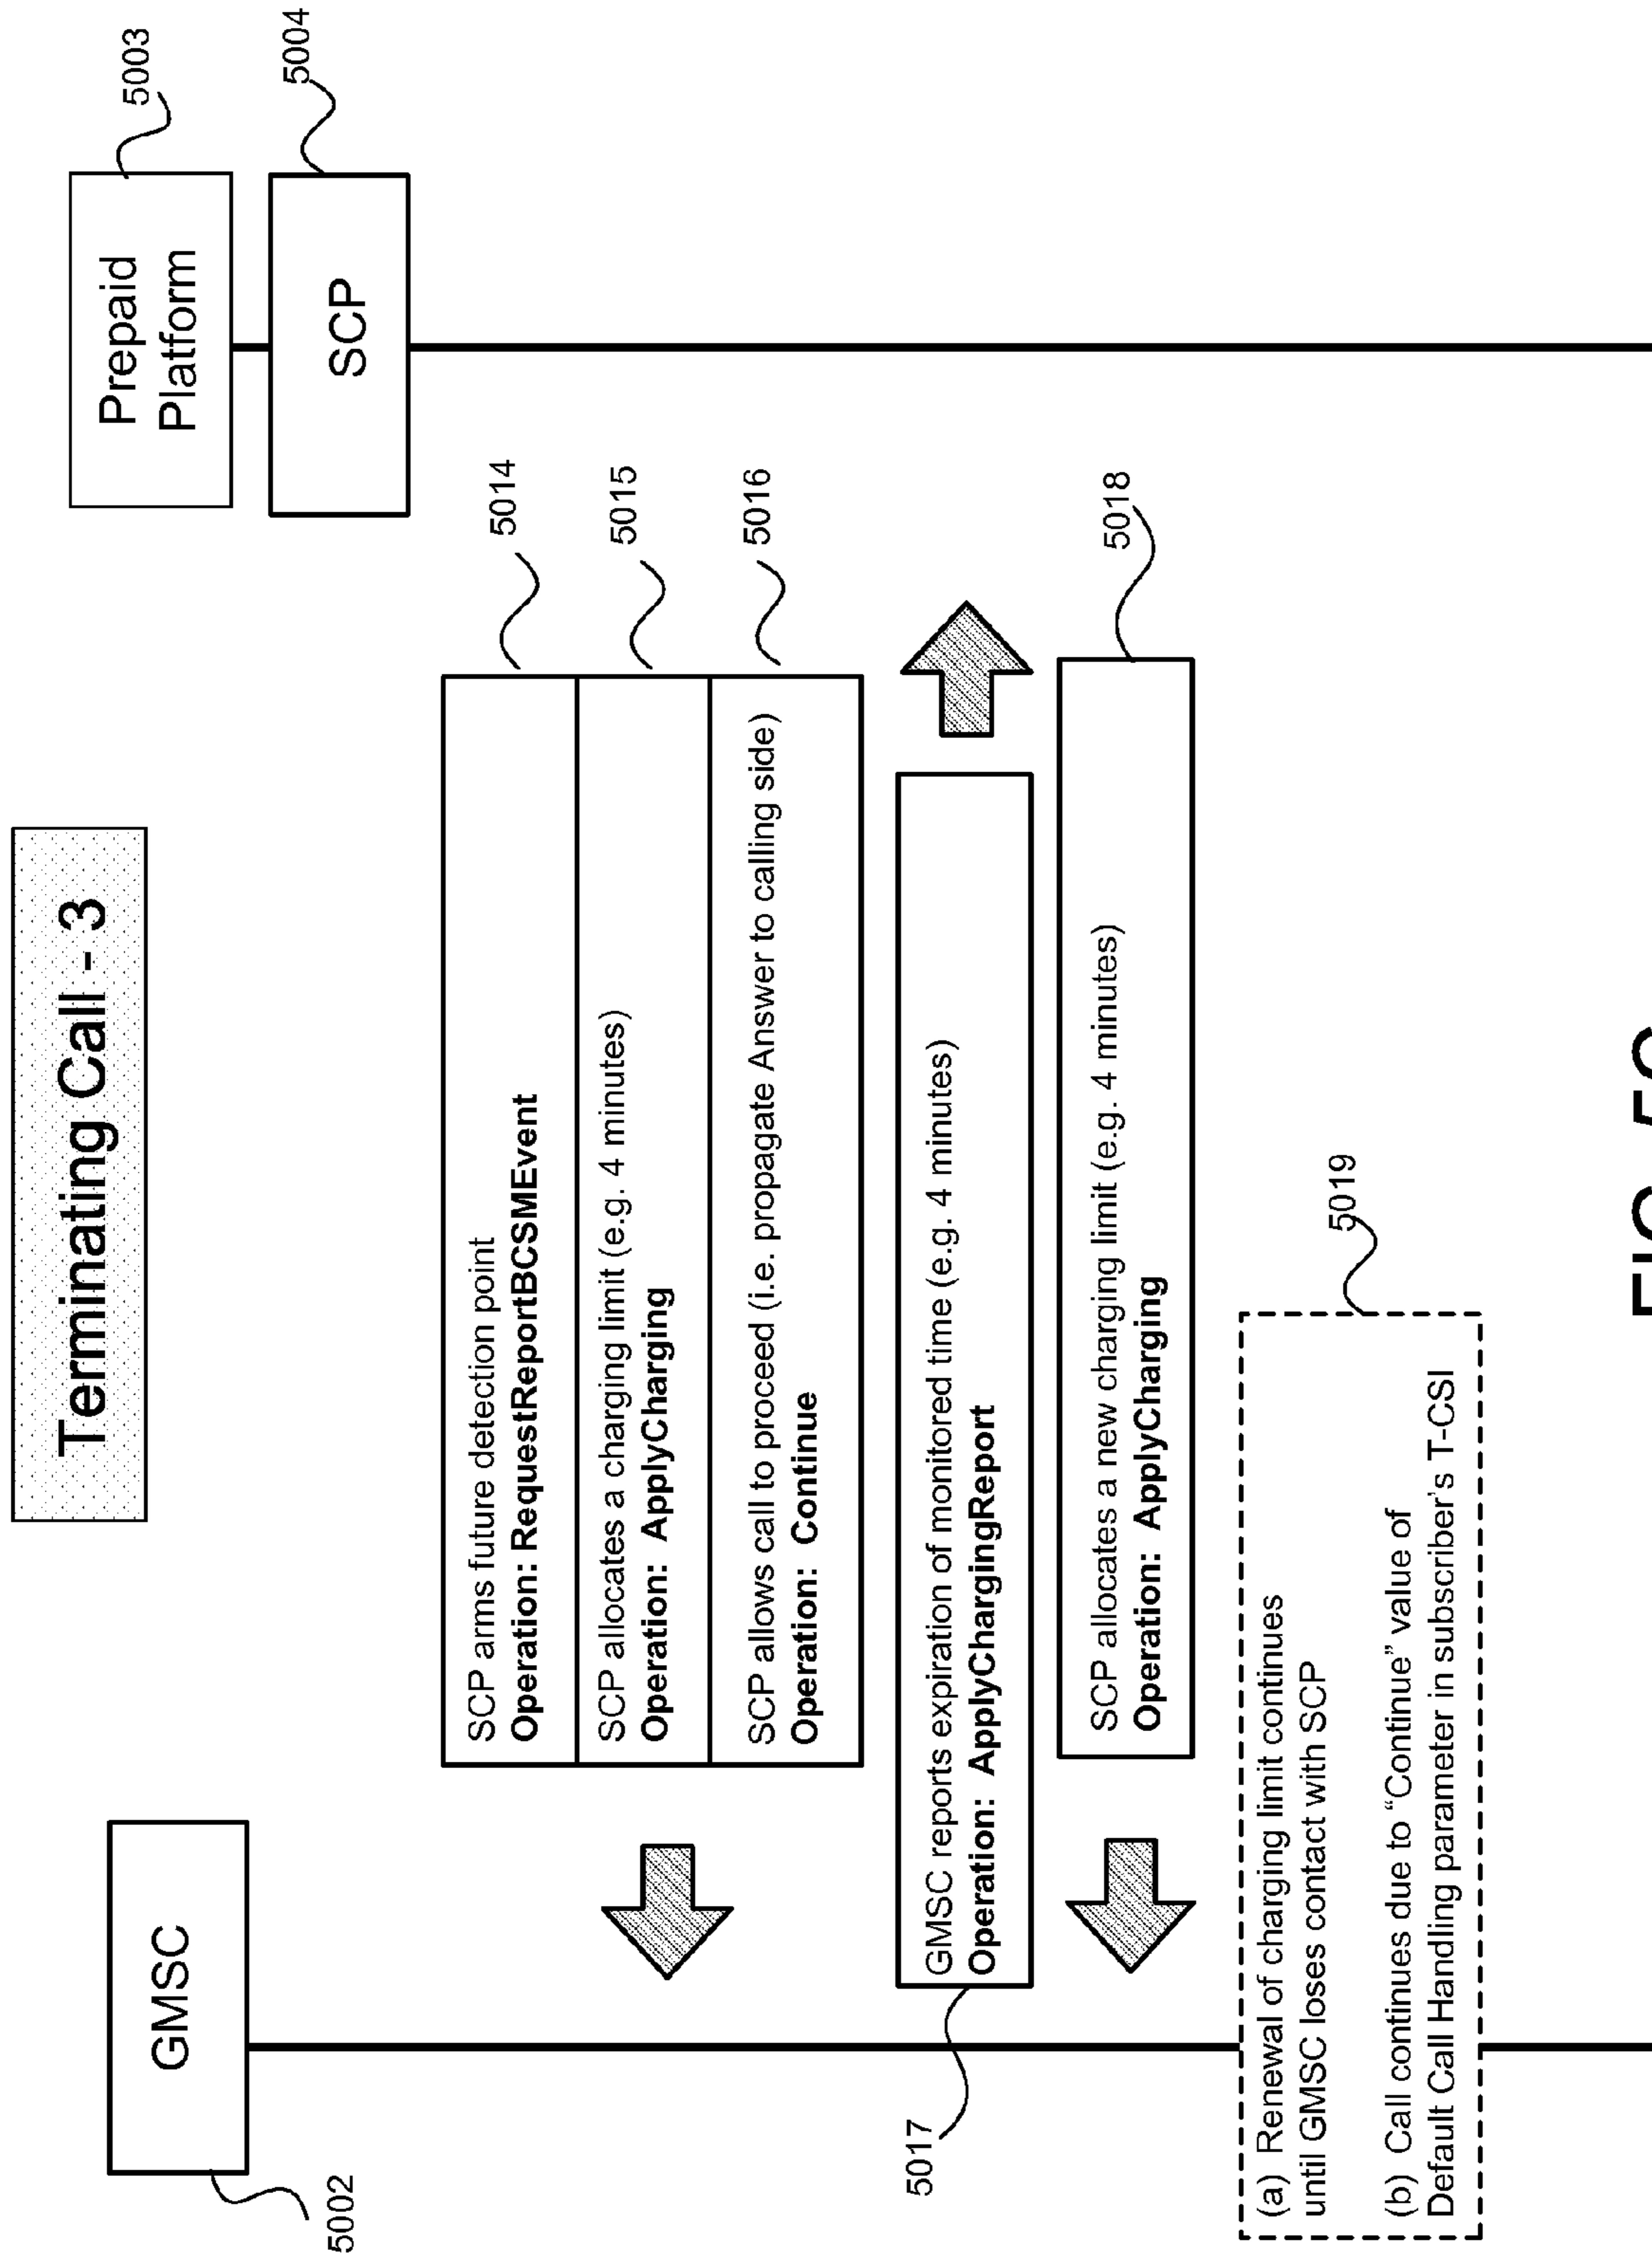 Terminating Call - 3
5003
Prepaid
Platform
5004
SCP
GMSC
5002
SCP arms future detection point
Operation: RequestReportBCSMEvent
5014
SCP allocates a charging limit (e.g. 4 minutes)
Operation: ApplyCharging
5015
SCP allows call to proceed (i.e. propagate Answer to calling side)
Operation: Continue
5016
GMSC reports expiration of monitored time (e.g. 4 minutes)
Operation: ApplyChargingReport
5017
SCP allocates a new charging limit (e.g. 4 minutes)
Operation: ApplyCharging
5018
(a) Renewal of charging limit continues
until GMSC loses contact with SCP
(b) Call continues due to “Continue” value of
Default Call Handling parameter in subscriber's T-CSI
5019